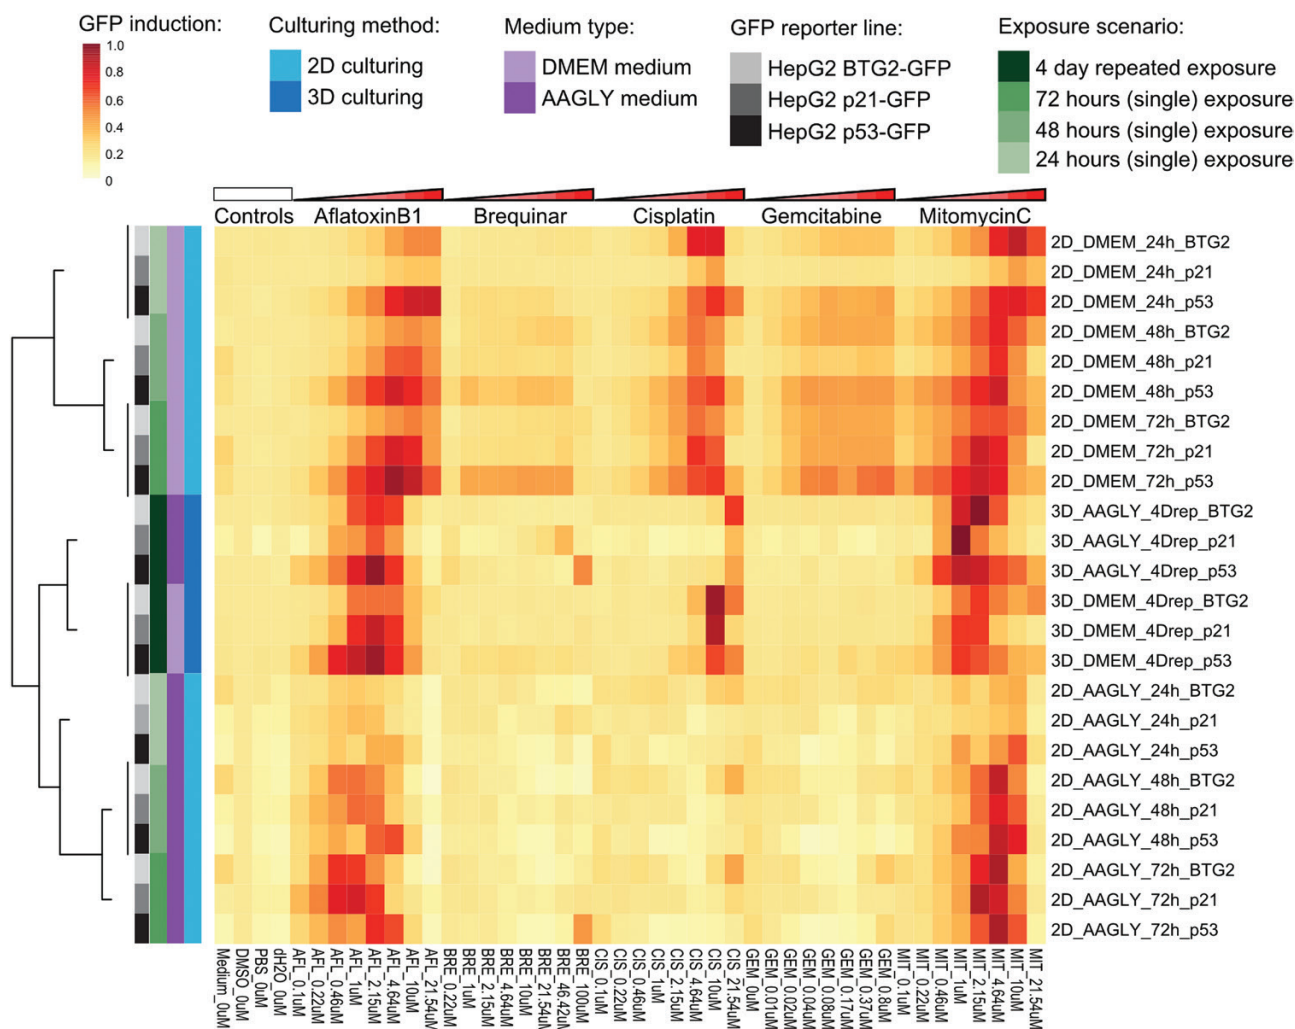 GFP induction:
1.0
0.8
0.6
0.4
0.2
0
Culturing method:
2D culturing
3D culturing
Medium type:
DMEM medium
AAGLY medium
GFP reporter line:
HepG2 BTG2-GFP
HepG2 p21-GFP
HepG2 p53-GFP
Exposure scenario:
4 day repeated exposure
72 hours (single) exposure
48 hours (single) exposure
24 hours (single) exposure
Controls AflatoxinB1 Brequinar Cisplatin Gemcitabine MitomycinC
2D_DMEM_24h_BTG2
2D_DMEM_24h_p21
2D_DMEM_24h_p53
2D_DMEM_48h_BTG2
2D_DMEM_48h_p21
2D_DMEM_48h_p53
2D_DMEM_72h_BTG2
2D_DMEM_72h_p21
2D_DMEM_72h_p53
3D_AAGLY_4Drep_BTG2
3D_AAGLY_4Drep_p21
3D_AAGLY_4Drep_p53
3D_DMEM_4Drep_BTG2
3D_DMEM_4Drep_p21
3D_DMEM_4Drep_p53
2D_AAGLY_24h_BTG2
2D_AAGLY_24h_p21
2D_AAGLY_24h_p53
2D_AAGLY_48h_BTG2
2D_AAGLY_48h_p21
2D_AAGLY_48h_p53
2D_AAGLY_72h_BTG2
2D_AAGLY_72h_p21
2D_AAGLY_72h_p53
Medium_0uM
DMSO_0uM
PBS_0uM
dH2O_0uM
AFL_0.1uM
AFL_0.22uM
AFL_0.46uM
AFL_1uM
AFL_2.15uM
AFL_4.64uM
AFL_10uM
AFL_21.54uM
BRE_0.22uM
BRE_1uM
BRE_2.15uM
BRE_4.64uM
BRE_10uM
BRE_21.54uM
BRE_46.42uM
BRE_100uM
CIS_0.1uM
CIS_0.22uM
CIS_0.46uM
CIS_1uM
CIS_2.15uM
CIS_4.64uM
CIS_10uM
CIS_21.54uM
GEM_0uM
GEM_0.01uM
GEM_0.02uM
GEM_0.04uM
GEM_0.08uM
GEM_0.17uM
GEM_0.37uM
GEM_0.8uM
MIT_0.1uM
MIT_0.22uM
MIT_0.46uM
MIT_1uM
MIT_2.15uM
MIT_4.64uM
MIT_10uM
MIT_21.54uM